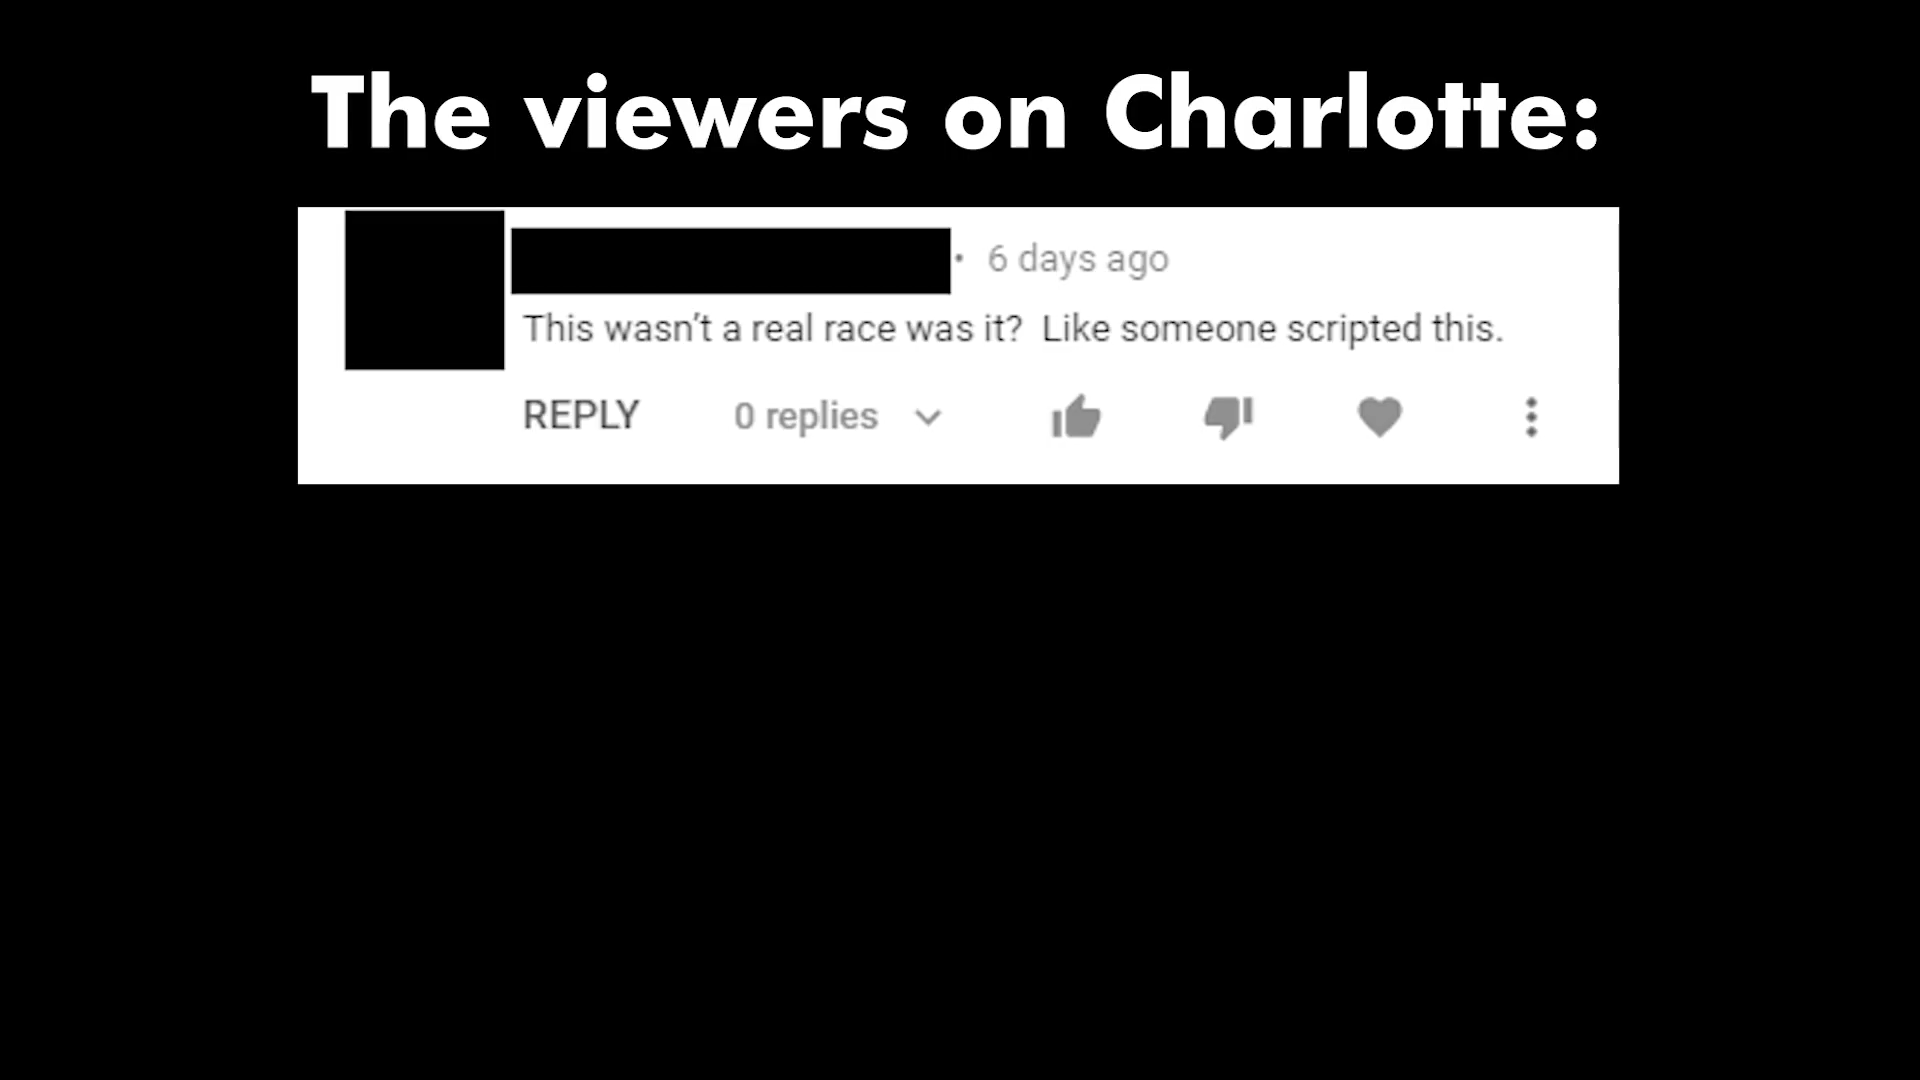 The viewers on Charlotte:
• 6 days ago
This wasn't a real race was it?  Like someone scripted this.
REPLY 0 replies